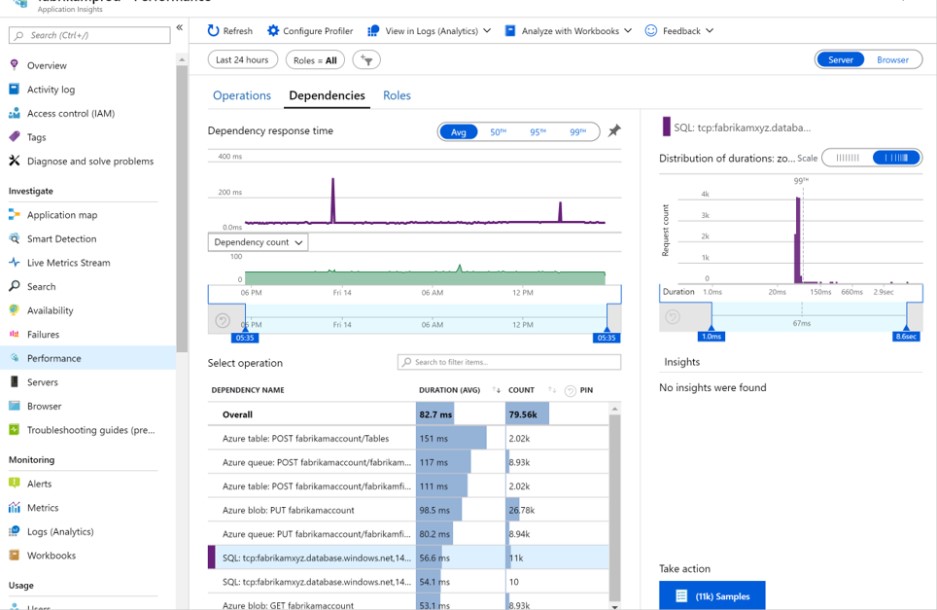 fabrikamprod - Performance
Application Insights
Search (Ctrl+/)
«
Overview
Activity log
Access control (IAM)
Tags
Diagnose and solve problems
Investigate
Application map
Smart Detection
Live Metrics Stream
Search
Availability
Failures
Performance
Servers
Browser
Troubleshooting guides (pre...
Monitoring
Alerts
Metrics
Logs (Analytics)
Workbooks
Usage
Users
Refresh Configure Profiler View in Logs (Analytics) Analyze with Workbooks Feedback
Last 24 hours Roles = All Server Browser
Operations Dependencies Roles
Dependency response time Avg 50TH 95TH 99TH
400 ms
200 ms
0.0ms
Dependency count
100
0
06 PM Fri 14 06 AM 12 PM
06 PM Fri 14 06 AM 12 PM
05:35 05:35
Select operation Search to filter items...
DEPENDENCY NAME DURATION (AVG) COUNT PIN
Overall 82.7 ms 79.56k
Azure table: POST fabrikamaccount/Tables 151 ms 2.02k
Azure queue: POST fabrikamaccount/fabrikam... 117 ms 8.93k
Azure table: POST fabrikamaccount/fabrikamfi... 111 ms 2.02k
Azure blob: PUT fabrikamaccount 98.5 ms 26.78k
Azure queue: PUT fabrikamaccount/fabrikamfi... 80.2 ms 8.94k
SQL: tcp:fabrikamxyz.database.windows.net,14... 56.6 ms 11k
SQL: tcp:fabrikamxyz.database.windows.net,14... 54.1 ms 10
Azure blob: GET fabrikamaccount 53.1 ms 8.93k
SQL: tcp:fabrikamxyz.databa...
Distribution of durations: zo... Scale
99TH
Request count
4k
3k
2k
1k
0
Duration 1.0ms 20ms 150ms 660ms 2.9sec
67ms
1.0ms 8.6sec
Insights
No insights were found
Take action
(11k) Samples